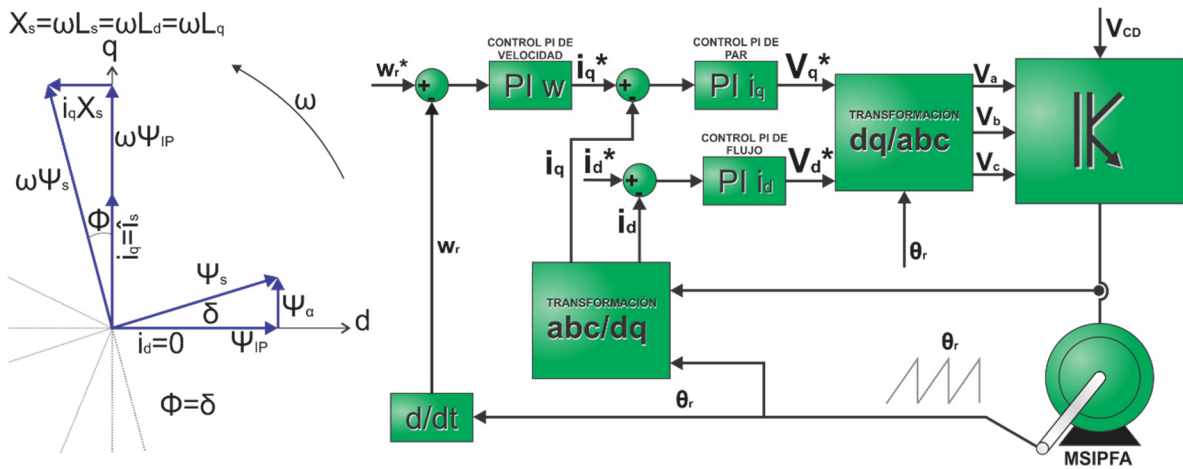 Xs=ωLs=ωLd=ωLq
q
ω
iqXs
ωΨIP
ωΨs
Φ
iq=îs
Ψs
δ
Ψα
d
id=0
ΨIP
Φ=δ
wr*
+
-
CONTROL PI DE
VELOCIDAD
PI w
iq*
+
-
CONTROL PI DE
PAR
PI iq
Vq*
iq
id*
+
-
CONTROL PI DE
FLUJO
PI id
Vd*
id
TRANSFORMACIÓN
dq/abc
θr
Va
Vb
Vc
VCD
wr
TRANSFORMACIÓN
abc/dq
d/dt
θr
θr
MSIPFA